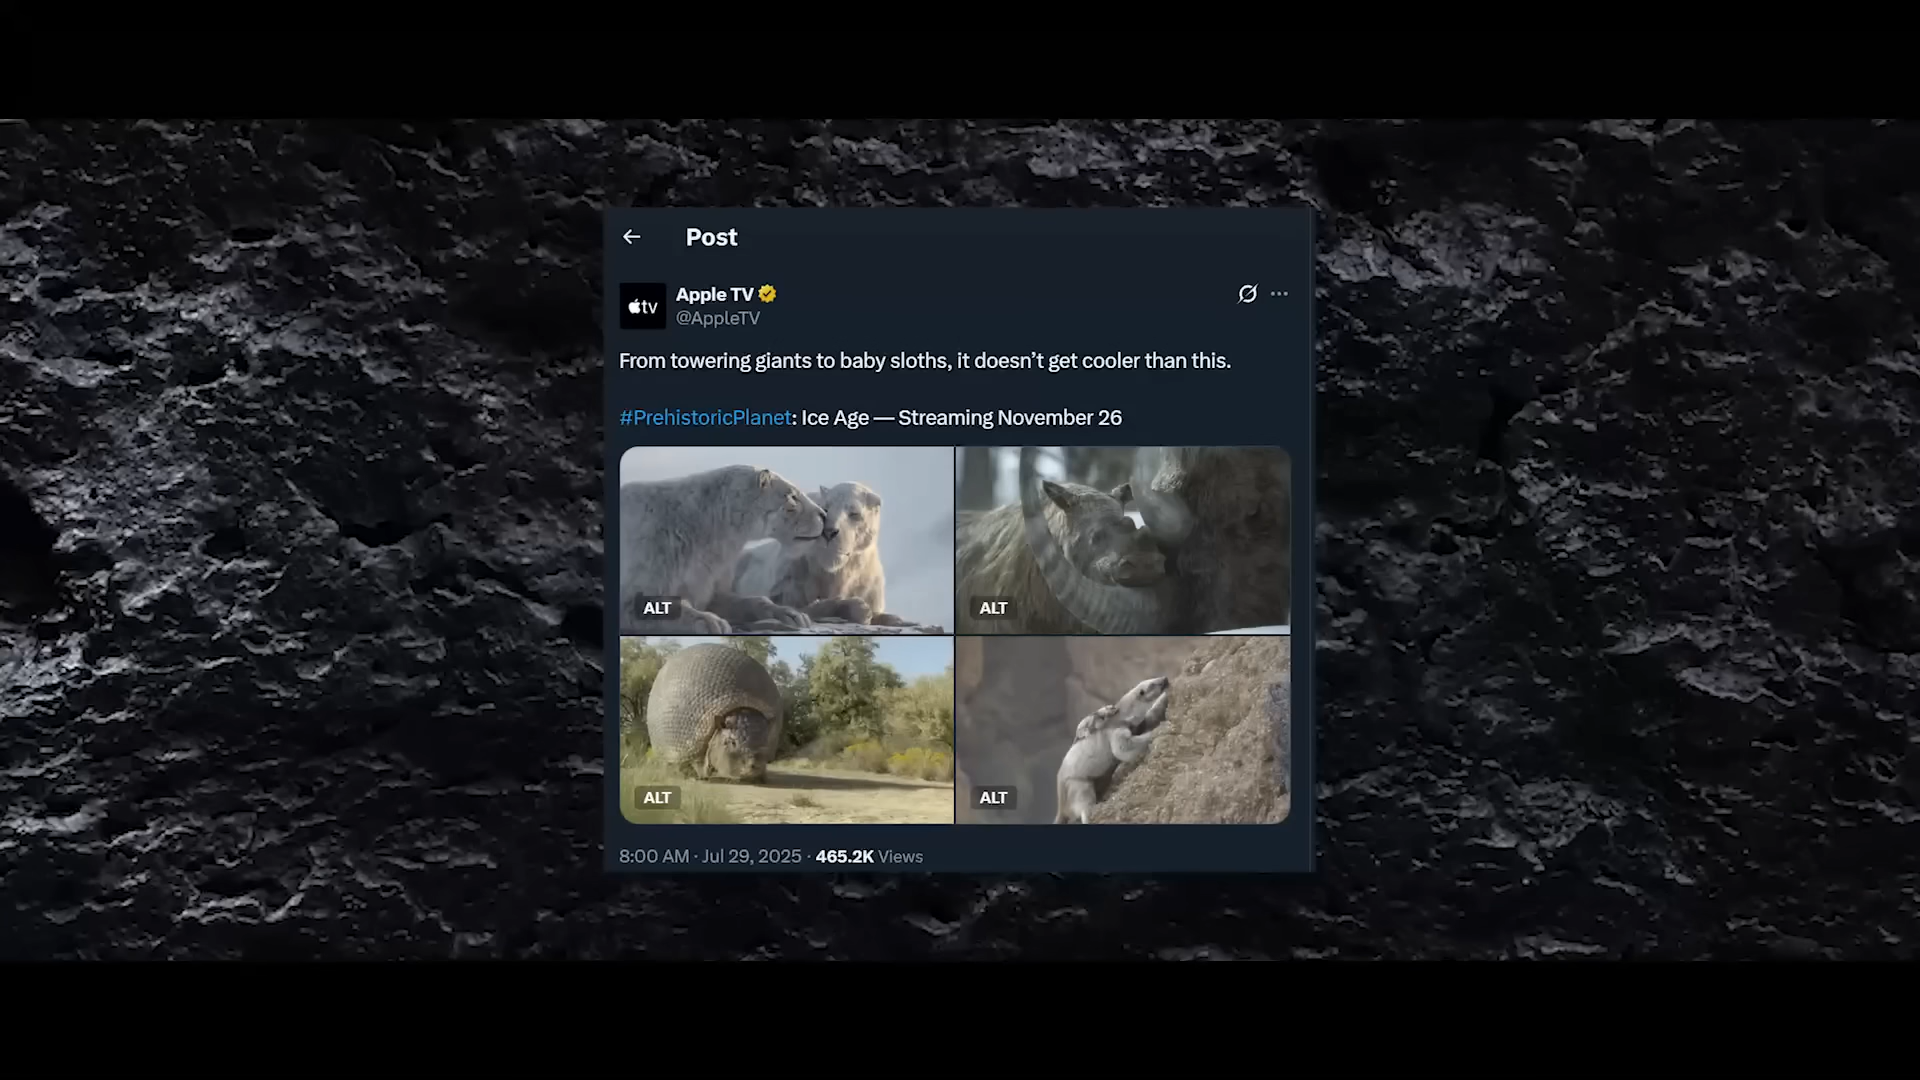 Post
tv
Apple TV
@AppleTV
From towering giants to baby sloths, it doesn’t get cooler than this.
#PrehistoricPlanet: Ice Age — Streaming November 26
ALT
ALT
ALT
ALT
8:00 AM · Jul 29, 2025 · 465.2K Views